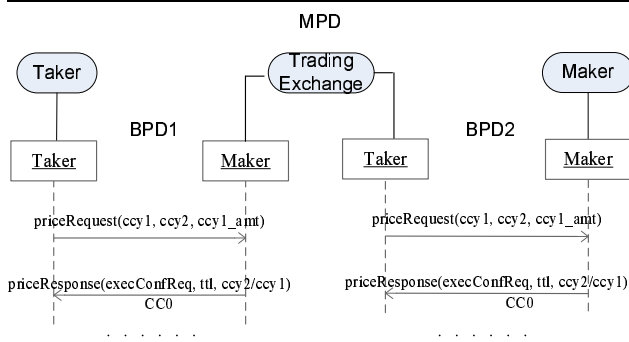 MPD
Taker
Trading
Exchange
Maker
BPD1
BPD2
Taker
Maker
Taker
Maker
priceRequest(ccy1, ccy2, ccy1_amt)
priceRequest(ccy1, ccy2, ccy1_amt)
priceResponse(execConfReq, ttl, ccy2/ccy1)
CC0
priceResponse(execConfReq, ttl, ccy2/ccy1)
CC0
. . . . . .
. . . . . .